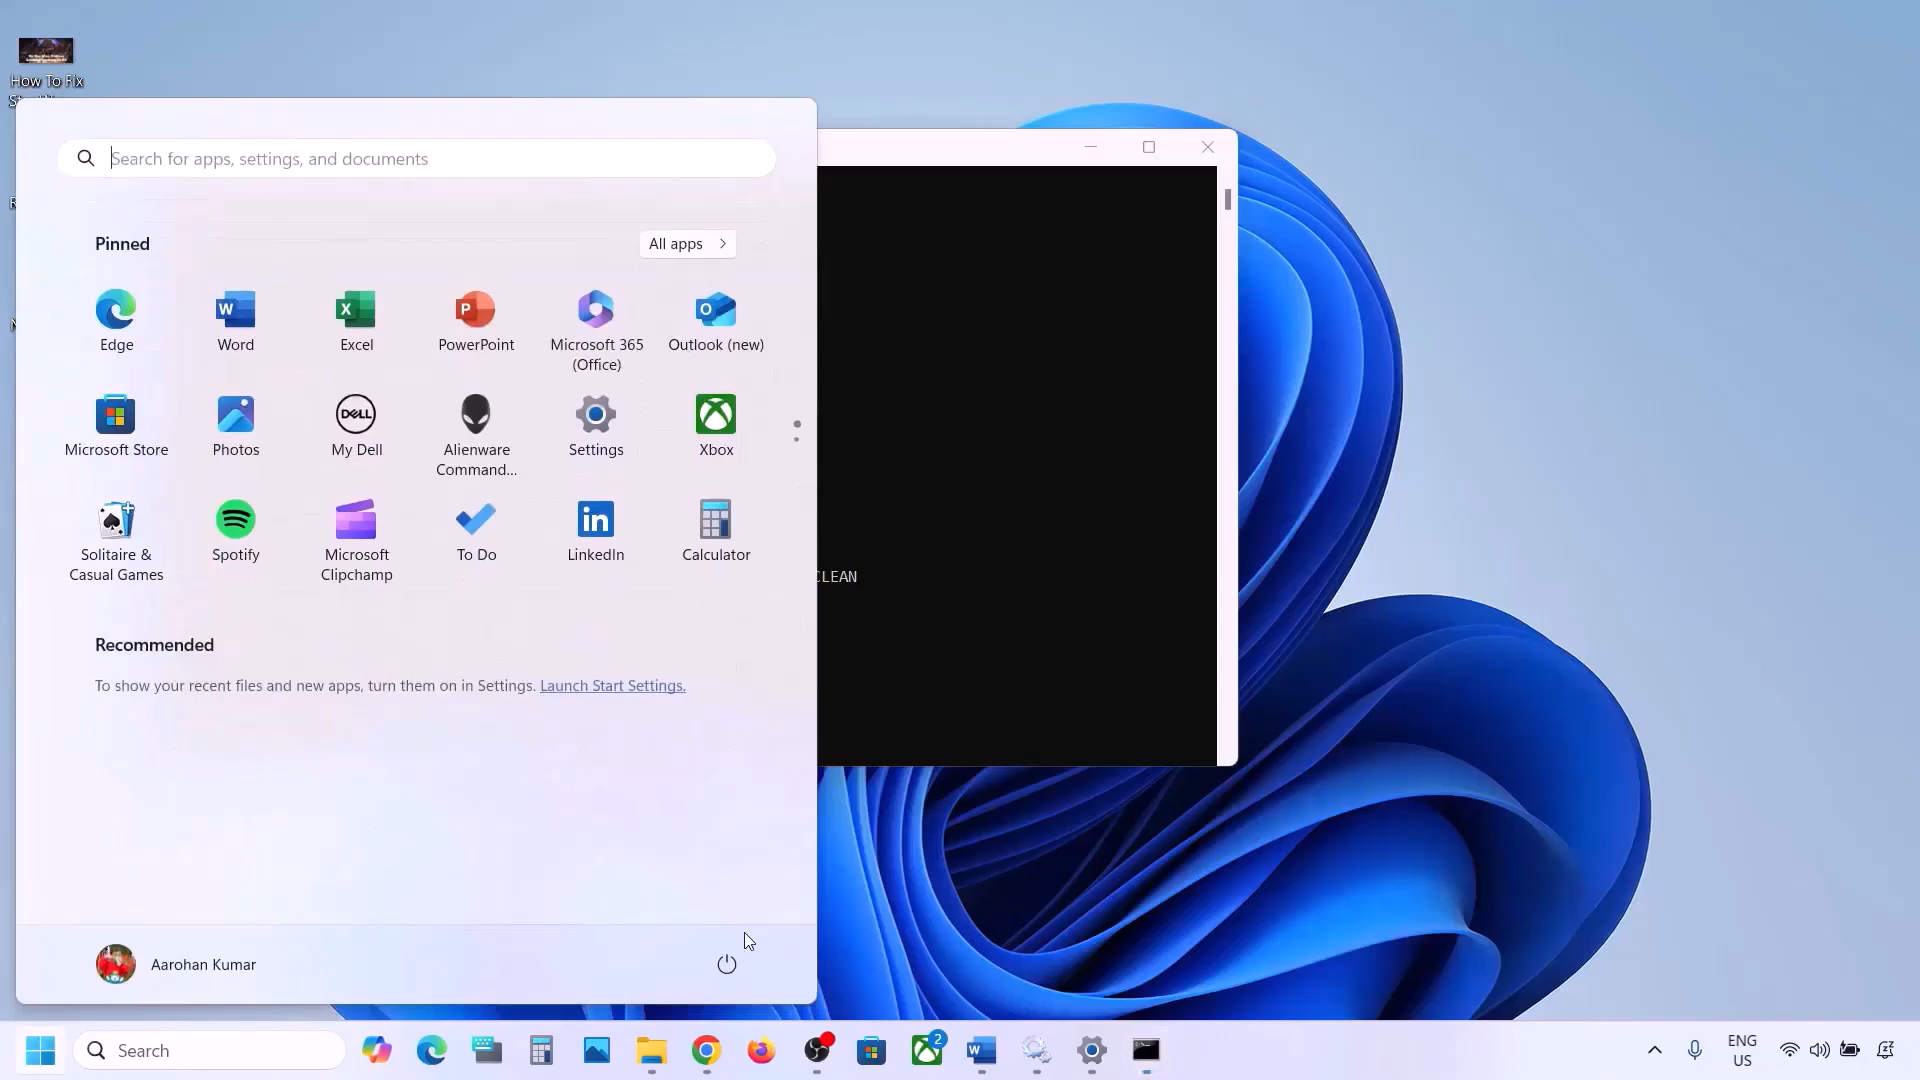 How To Fix
Search for apps, settings, and documents
Pinned
All apps
Edge
Word
Excel
PowerPoint
Microsoft 365
(Office)
Outlook (new)
Microsoft Store
Photos
DELL
My Dell
Alienware
Command...
Settings
Xbox
Solitaire &
Casual Games
Spotify
Microsoft
Clipchamp
To Do
LinkedIn
Calculator
CLEAN
Recommended
To show your recent files and new apps, turn them on in Settings. Launch Start Settings.
Aarohan Kumar
Search
2
ENG
US